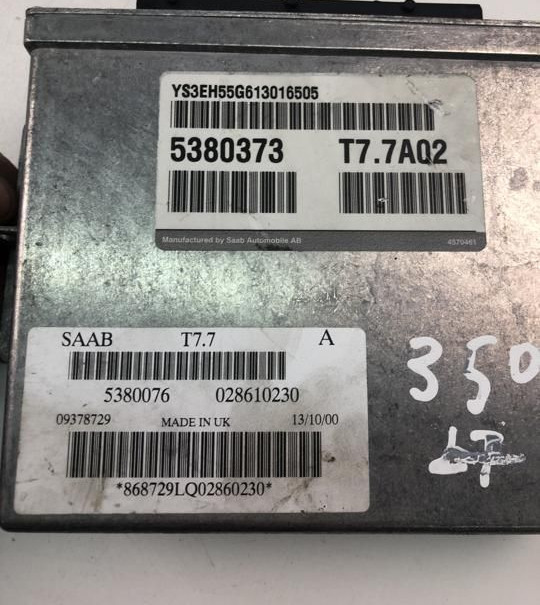 YS3EH55G613016505
5380373 T7.7AQ2
Manufactured by Saab Automobile AB 4570461
SAAB T7.7 A
5380076 028610230
09378729 MADE IN UK 13/10/00
*868729LQ02860230*
350